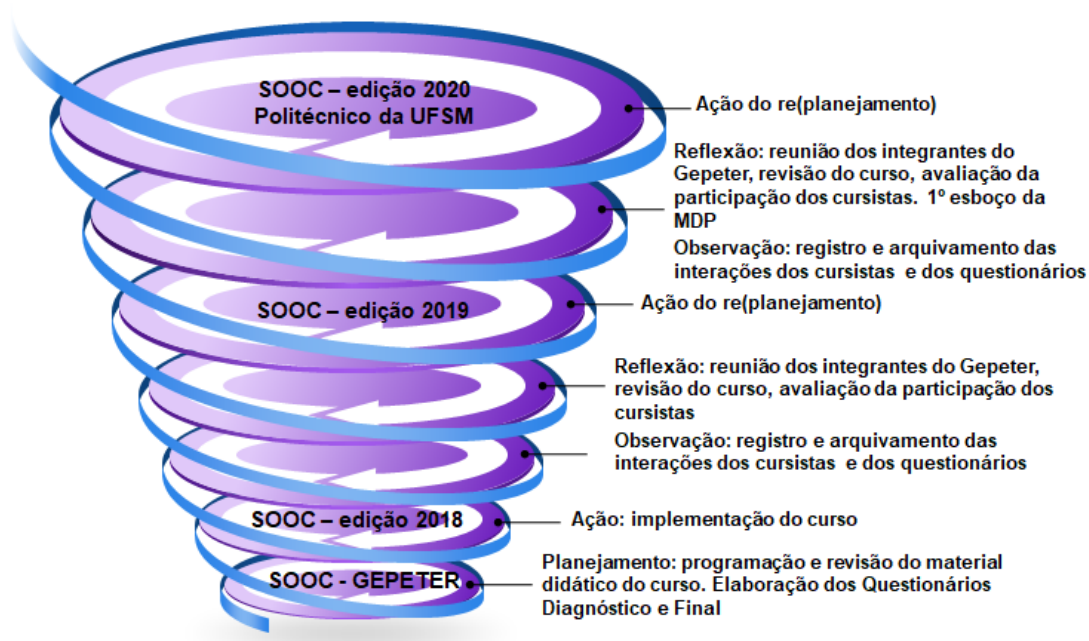 SOOC – edição 2020
Politécnico da UFSM
Ação do re(planejamento)
Reflexão: reunião dos integrantes do
Gepeter, revisão do curso, avaliação da
participação dos cursistas.  1º esboço da
MDP
Observação: registro e arquivamento das
interações dos cursistas  e dos questionários
SOOC – edição 2019
Ação do re(planejamento)
Reflexão: reunião dos integrantes do Gepeter,
revisão do curso, avaliação da participação dos
cursistas
Observação: registro e arquivamento das
interações dos cursistas  e dos questionários
SOOC – edição 2018
Ação: implementação do curso
SOOC - GEPETER
Planejamento: programação e revisão do material
didático do curso. Elaboração dos Questionários
Diagnóstico e Final